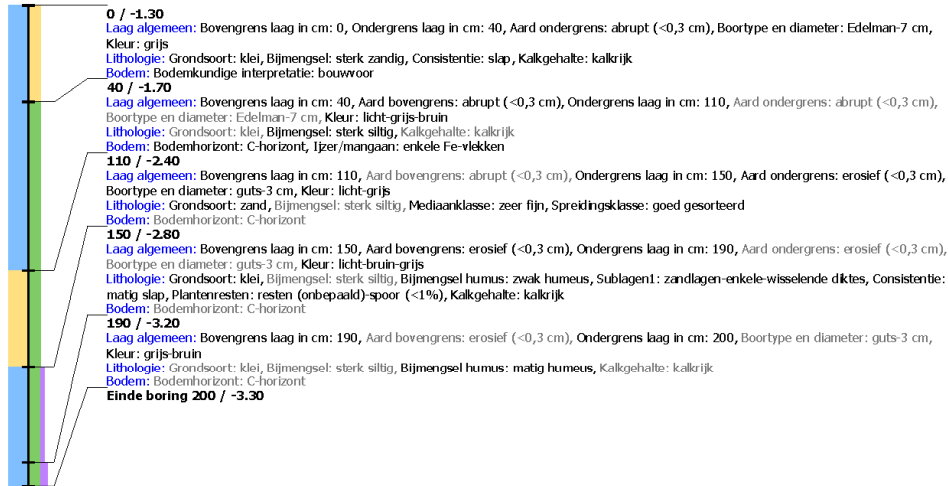 0 / -1.30
Laag algemeen: Bovengrens laag in cm: 0, Ondergrens laag in cm: 40, Aard ondergrens: abrupt (<0,3 cm), Boortype en diameter: Edelman-7 cm,
Kleur: grijs
Lithologie: Grondsoort: klei, Bijmengsel: sterk zandig, Consistentie: slap, Kalkgehalte: kalkrijk
Bodem: Bodemkundige interpretatie: bouwvoor
40 / -1.70
Laag algemeen: Bovengrens laag in cm: 40, Aard bovengrens: abrupt (<0,3 cm), Ondergrens laag in cm: 110, Aard ondergrens: abrupt (<0,3 cm),
Boortype en diameter: Edelman-7 cm, Kleur: licht-grijs-bruin
Lithologie: Grondsoort: klei, Bijmengsel: sterk siltig, Kalkgehalte: kalkrijk
Bodem: Bodemhorizont: C-horizont, Ijzer/mangaan: enkele Fe-vlekken
110 / -2.40
Laag algemeen: Bovengrens laag in cm: 110, Aard bovengrens: abrupt (<0,3 cm), Ondergrens laag in cm: 150, Aard ondergrens: erosief (<0,3 cm),
Boortype en diameter: guts-3 cm, Kleur: licht-grijs
Lithologie: Grondsoort: zand, Bijmengsel: sterk siltig, Mediaanklasse: zeer fijn, Spreidingsklasse: goed gesorteerd
Bodem: Bodemhorizont: C-horizont
150 / -2.80
Laag algemeen: Bovengrens laag in cm: 150, Aard bovengrens: erosief (<0,3 cm), Ondergrens laag in cm: 190, Aard ondergrens: erosief (<0,3 cm),
Boortype en diameter: guts-3 cm, Kleur: licht-bruin-grijs
Lithologie: Grondsoort: klei, Bijmengsel: sterk siltig, Bijmengsel humus: zwak humeus, Sublagen1: zandlagen-enkele-wisselende diktes, Consistentie:
matig slap, Plantenresten: resten (onbepaald)-spoor (<1%), Kalkgehalte: kalkrijk
Bodem: Bodemhorizont: C-horizont
190 / -3.20
Laag algemeen: Bovengrens laag in cm: 190, Aard bovengrens: erosief (<0,3 cm), Ondergrens laag in cm: 200, Boortype en diameter: guts-3 cm,
Kleur: grijs-bruin
Lithologie: Grondsoort: klei, Bijmengsel: sterk siltig, Bijmengsel humus: matig humeus, Kalkgehalte: kalkrijk
Bodem: Bodemhorizont: C-horizont
Einde boring 200 / -3.30